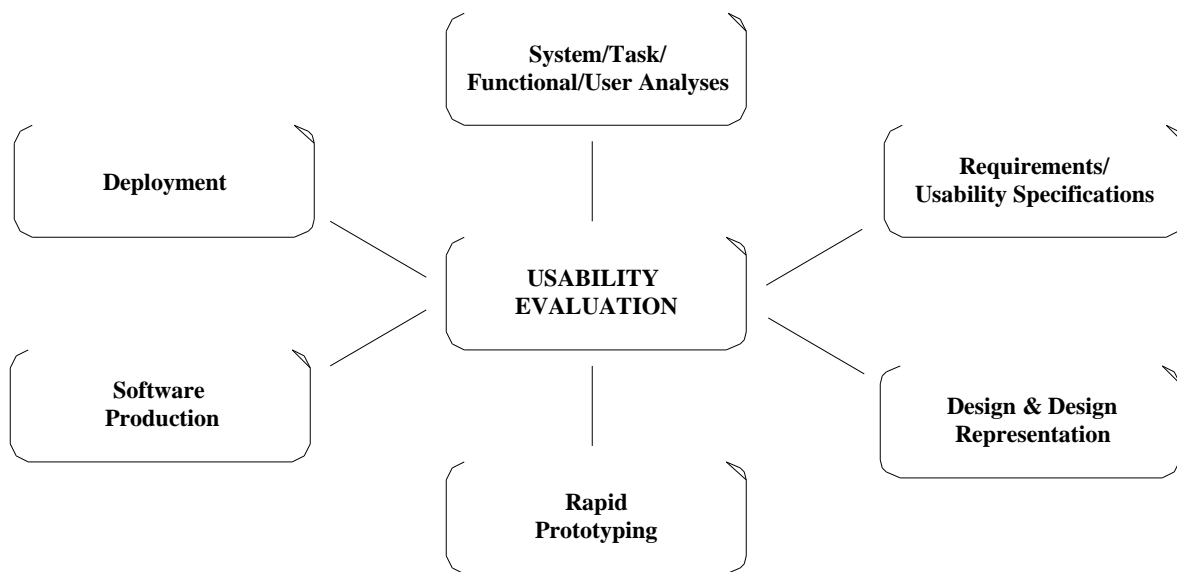 System/Task/
Functional/User Analyses
Deployment
Requirements/
Usability Specifications
USABILITY
EVALUATION
Software
Production
Design & Design
Representation
Rapid
Prototyping